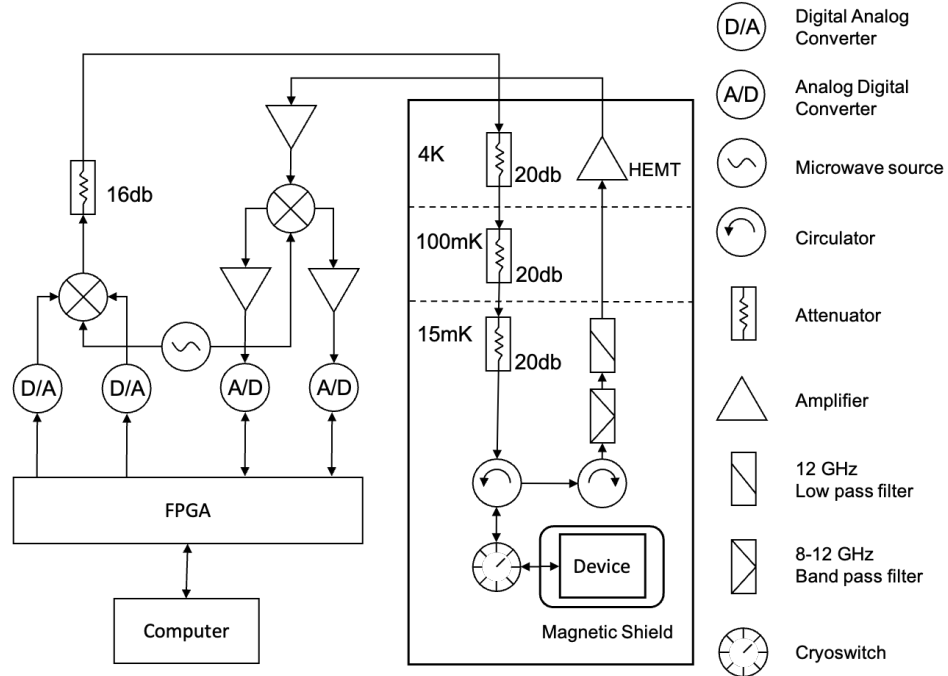 D/A
Digital Analog
Converter
A/D
Analog Digital
Converter
Microwave source
Circulator
Attenuator
Amplifier
12 GHz
Low pass filter
8-12 GHz
Band pass filter
Cryoswitch
4K
20db
HEMT
16db
100mK
20db
15mK
20db
D/A
D/A
A/D
A/D
FPGA
Device
Computer
Magnetic Shield